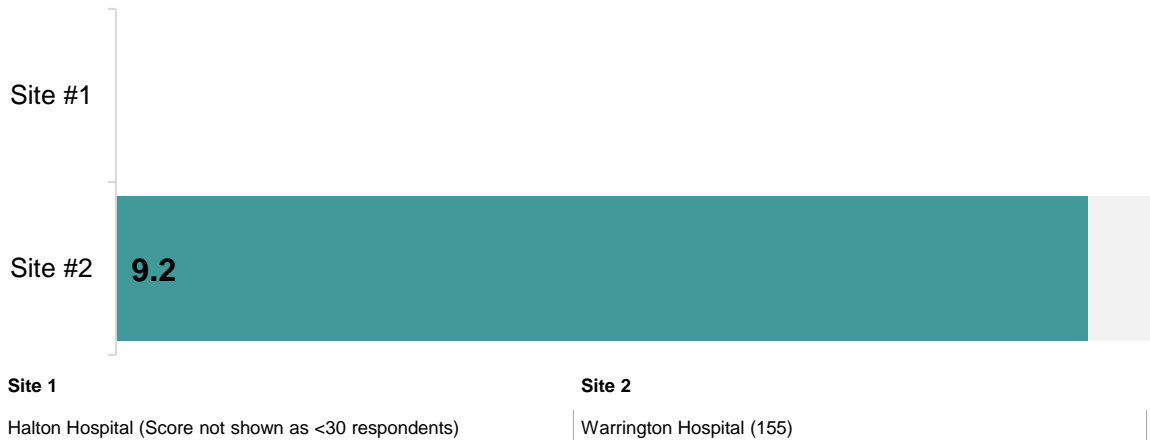 Site #1
Site #2
9.2
Site 1
Site 2
Halton Hospital (Score not shown as <30 respondents)
Warrington Hospital (155)